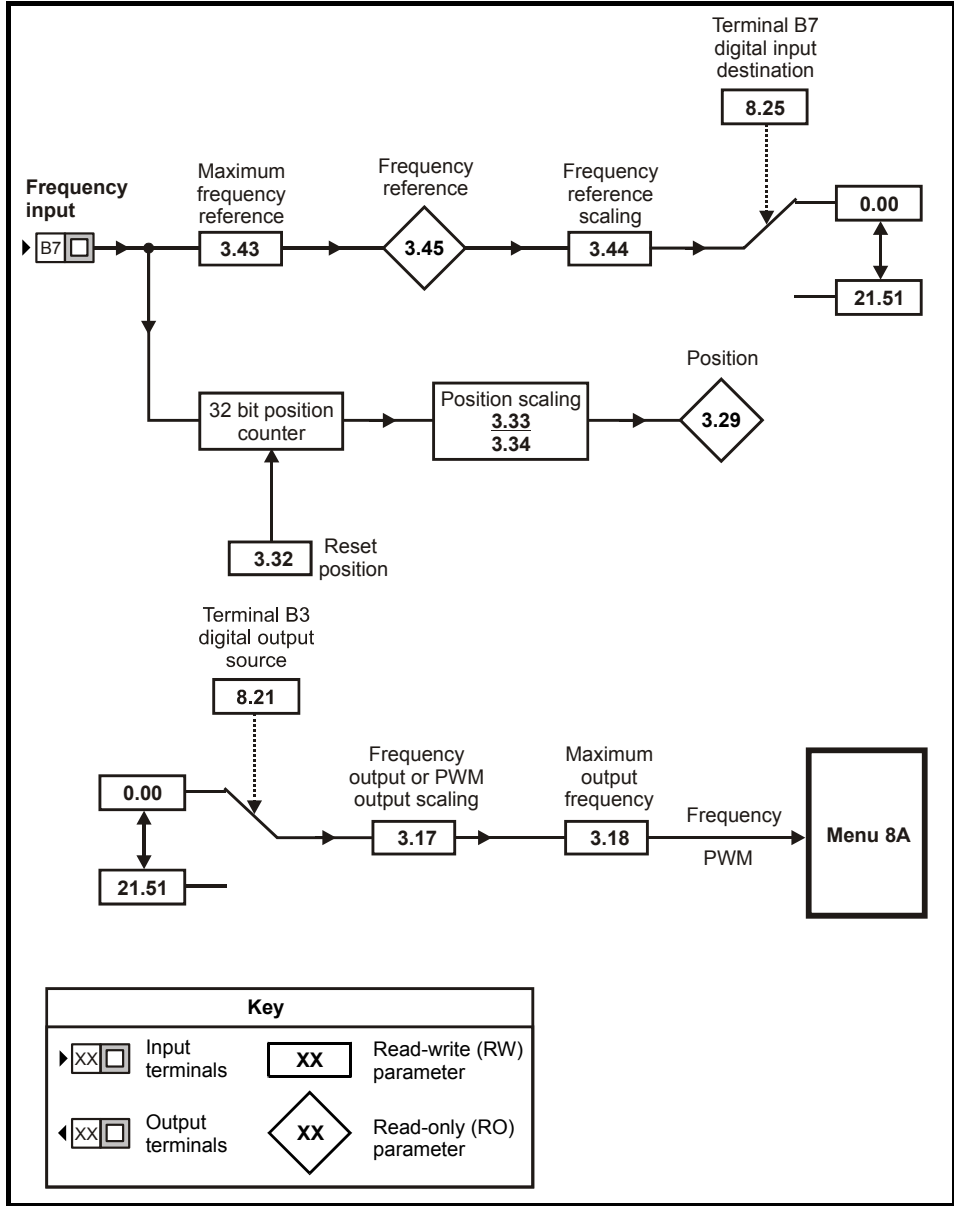 Terminal B7
digital input
destination
8.25
Frequency
input
B7
Maximum
frequency
reference
3.43
Frequency
reference
3.45
Frequency
reference
scaling
3.44
0.00
21.51
32 bit position
counter
Position scaling
3.33
3.34
Position
3.29
3.32
Reset
position
Terminal B3
digital output
source
8.21
0.00
21.51
Frequency
output or PWM
output scaling
3.17
Maximum
output
frequency
3.18
Frequency
PWM
Menu 8A
Key
XX
Input
terminals
XX
Read-write (RW)
parameter
XX
Output
terminals
XX
Read-only (RO)
parameter